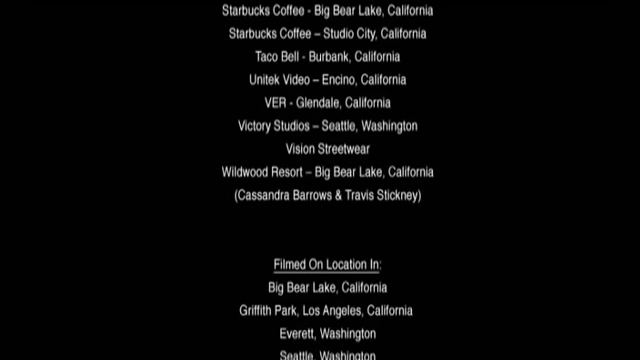 Starbucks Coffee - Big Bear Lake, California
Starbucks Coffee – Studio City, California
Taco Bell - Burbank, California
Unitek Video – Encino, California
VER - Glendale, California
Victory Studios – Seattle, Washington
Vision Streetwear
Wildwood Resort – Big Bear Lake, California
(Cassandra Barrows & Travis Stickney)
Filmed On Location In:
Big Bear Lake, California
Griffith Park, Los Angeles, California
Everett, Washington
Seattle, Washington